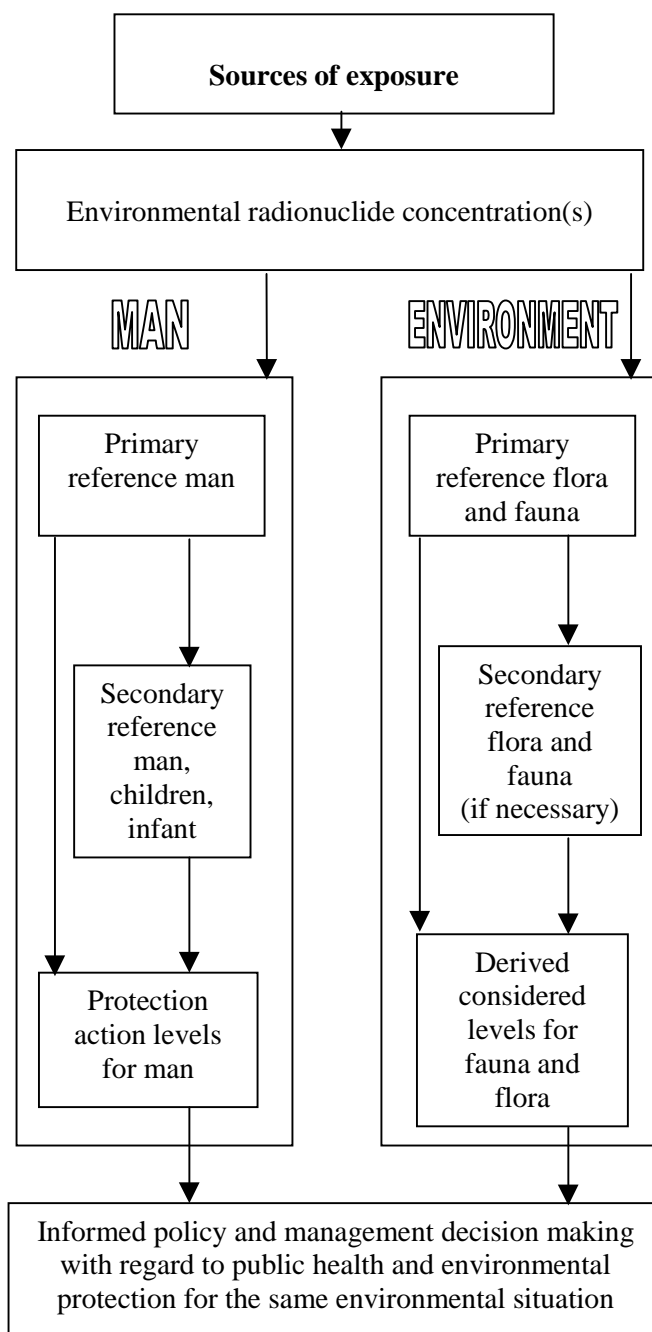 Sources of exposure
Environmental radionuclide concentration(s)
MAN
ENVIRONMENT
Primary
reference man
Primary
reference flora
and fauna
Secondary
reference
man,
children,
infant
Secondary
reference
flora and
fauna
(if necessary)
Protection
action levels
for man
Derived
considered
levels for
fauna and
flora
Informed policy and management decision making
with regard to public health and environmental
protection for the same environmental situation